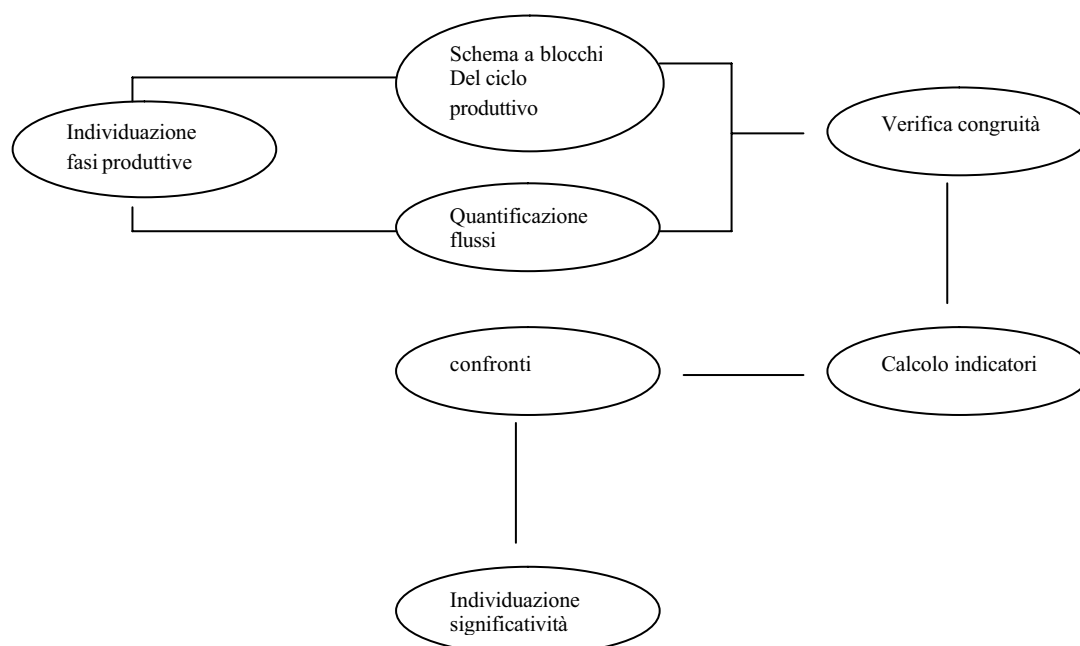 Schema a blocchi
Del ciclo
produttivo
Individuazione
fasi produttive
Verifica congruità
Quantificazione
flussi
confronti
Calcolo indicatori
Individuazione
significatività